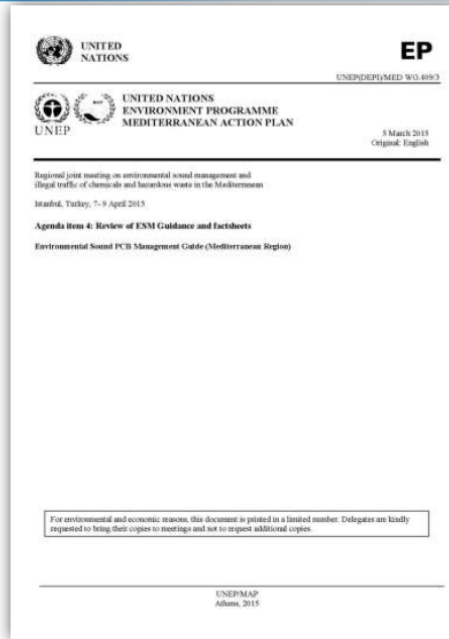 UNITED
NATIONS
EP
UNEP(DEPI)/MED WG.409/3
UNEP
UNITED NATIONS
ENVIRONMENT PROGRAMME
MEDITERRANEAN ACTION PLAN
5 March 2015
Original: English
Regional joint meeting on environmental sound management and
illegal traffic of chemicals and hazardous waste in the Mediterranean
Istanbul, Turkey, 7- 9 April 2015
Agenda item 4: Review of ESM Guidance and factsheets
Environmental Sound PCB Management Guide (Mediterranean Region)
For environmental and economic reasons, this document is printed in a limited number. Delegates are kindly
requested to bring their copies to meetings and not to request additional copies.
UNEP/MAP
Athens, 2015